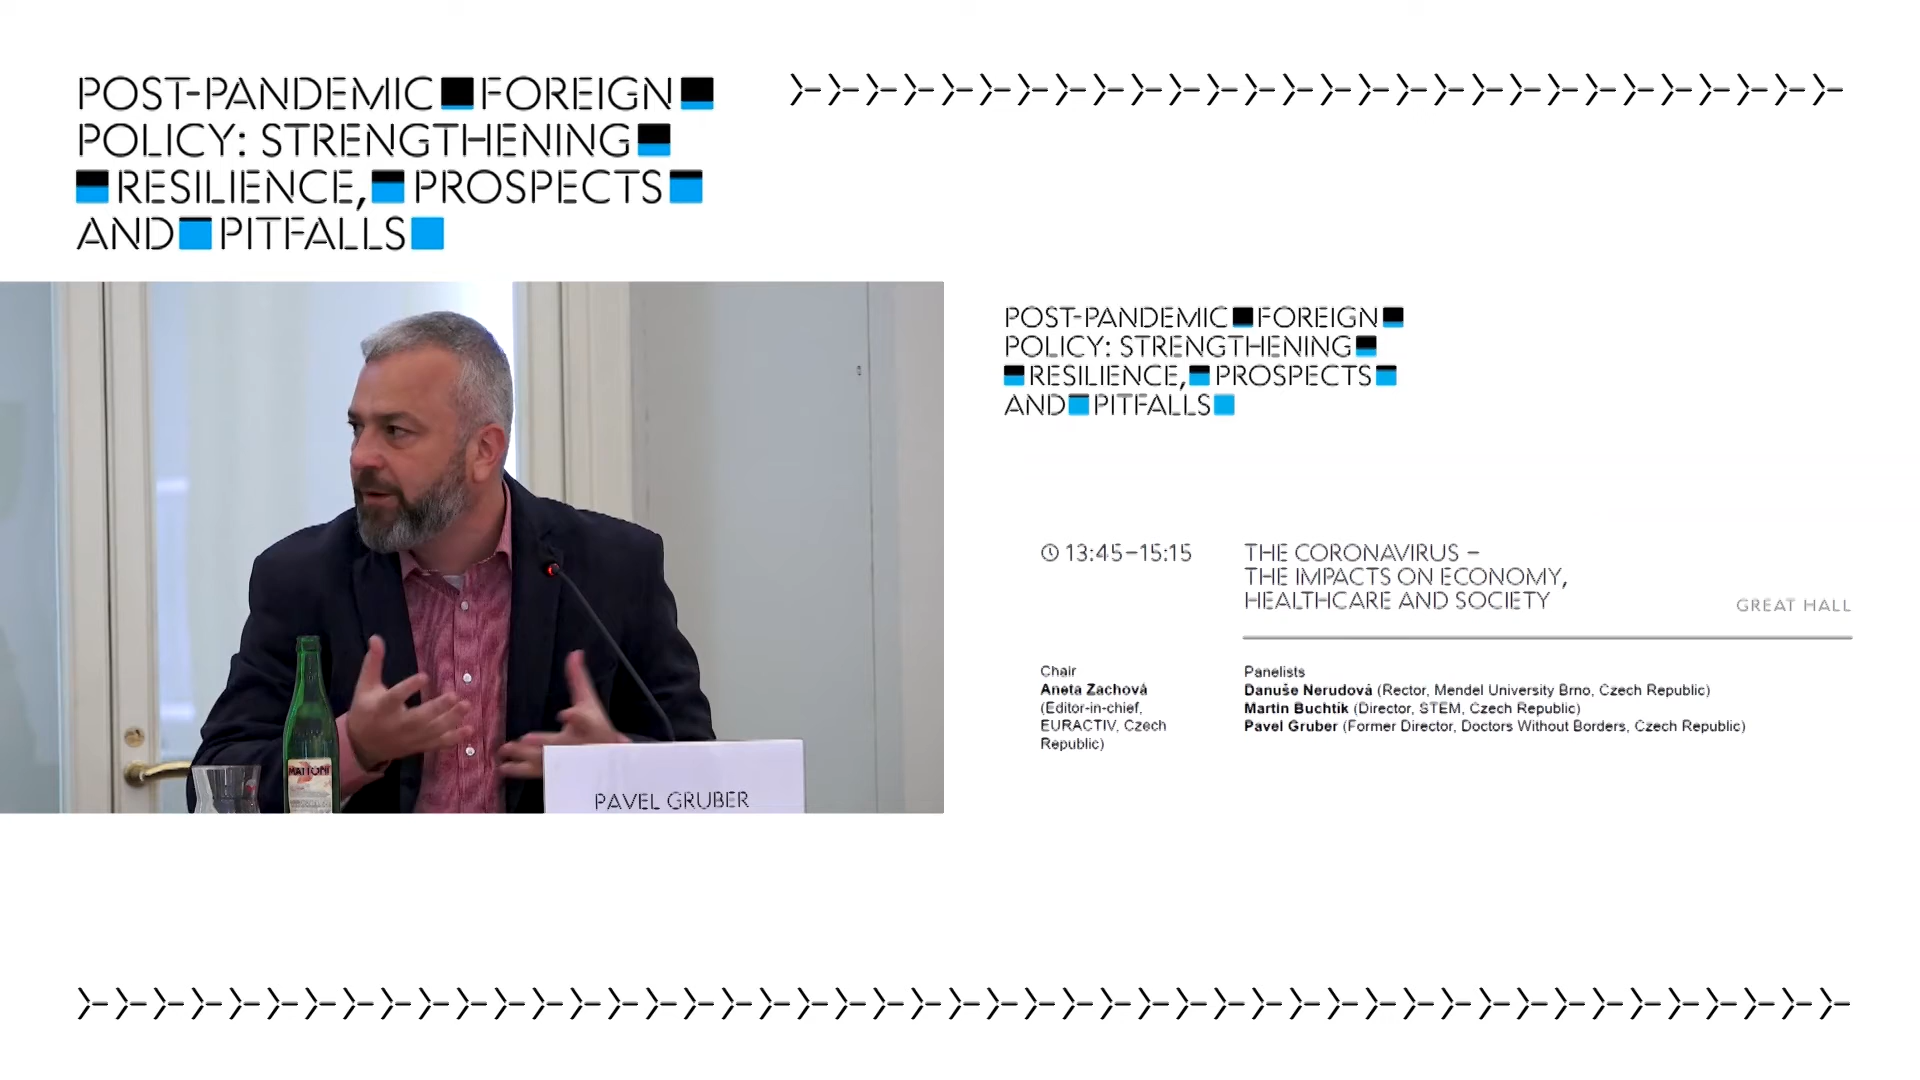 POST-PANDEMIC FOREIGN
POLICY: STRENGTHENING
RESILIENCE, PROSPECTS
AND PITFALLS
MATTONI
PAVEL GRUBER
POST-PANDEMIC FOREIGN
POLICY: STRENGTHENING
RESILIENCE, PROSPECTS
AND PITFALLS
13:45–15:15
THE CORONAVIRUS –
THE IMPACTS ON ECONOMY,
HEALTHCARE AND SOCIETY
GREAT HALL
Chair
Aneta Zachová
(Editor-in-chief,
EURACTIV, Czech
Republic)
Panelists
Danuše Nerudová (Rector, Mendel University Brno, Czech Republic)
Martin Buchtík (Director, STEM, Czech Republic)
Pavel Gruber (Former Director, Doctors Without Borders, Czech Republic)